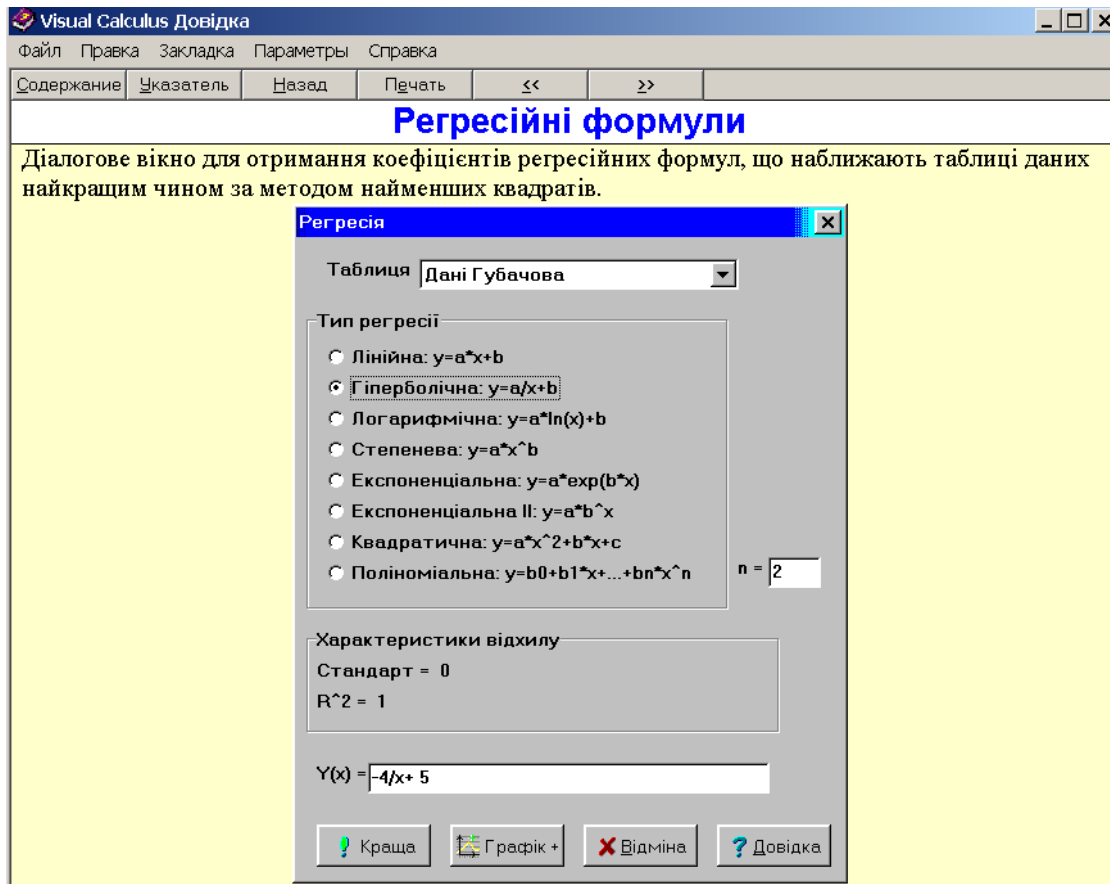 Visual Calculus Довідка
Файл Правка Закладка Параметры Справка
Содержание Указатель Назад Печать << >>
Регресійні формули
Діалогове вікно для отримання коефіцієнтів регресійних формул, що наближають таблиці даних
найкращим чином за методом найменших квадратів.
Регресія
Таблиця Дані Губачова
Тип регресії
Лінійна: y=a*x+b
Гіперболічна: y=a/x+b
Логарифмічна: y=a*ln(x)+b
Степенева: y=a*x^b
Експоненціальна: y=a*exp(b*x)
Експоненціальна II: y=a*b^x
Квадратична: y=a*x^2+b*x+c
Поліноміальна: y=b0+b1*x+...+bn*x^n n = 2
Характеристики відхилу
Стандарт = 0
R^2 = 1
Y(x) = -4/x+ 5
Краща Графік + Відміна Довідка